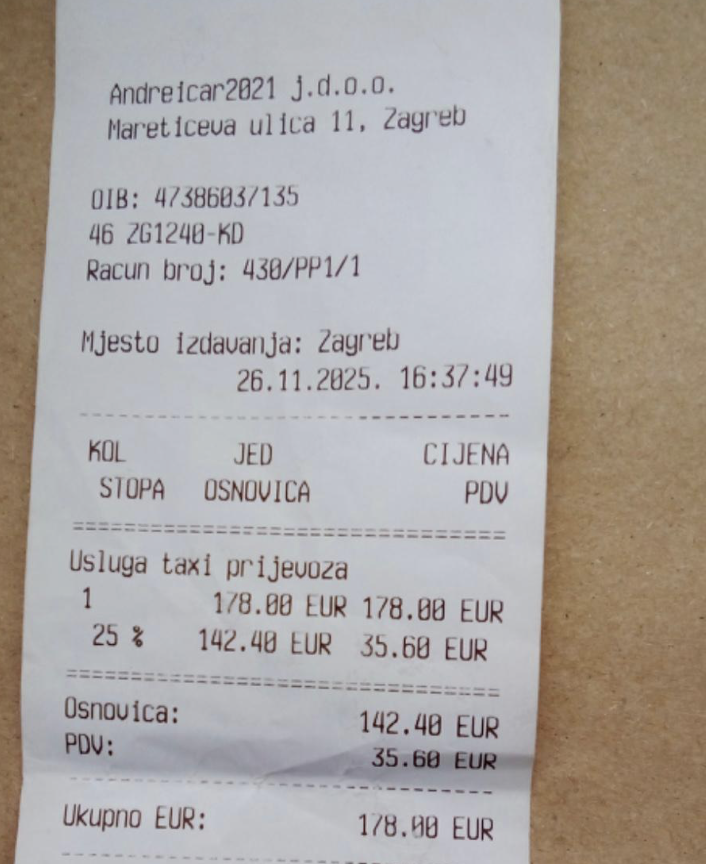 Andreicar2021 j.d.o.o.
Mareticeva ulica 11, Zagreb
OIB: 47386037135
46 ZG1240-KD
Racun broj: 430/PP1/1
Mjesto izdavanja: Zagreb
26.11.2025. 16:37:49
--------------------------------
KOL JED CIJENA
STOPA OSNOVICA PDV
================================
Usluga taxi prijevoza
1 178.00 EUR 178.00 EUR
25 % 142.40 EUR 35.60 EUR
================================
Osnovica: 142.40 EUR
PDV: 35.60 EUR
--------------------------------
Ukupno EUR: 178.00 EUR
--------------------------------